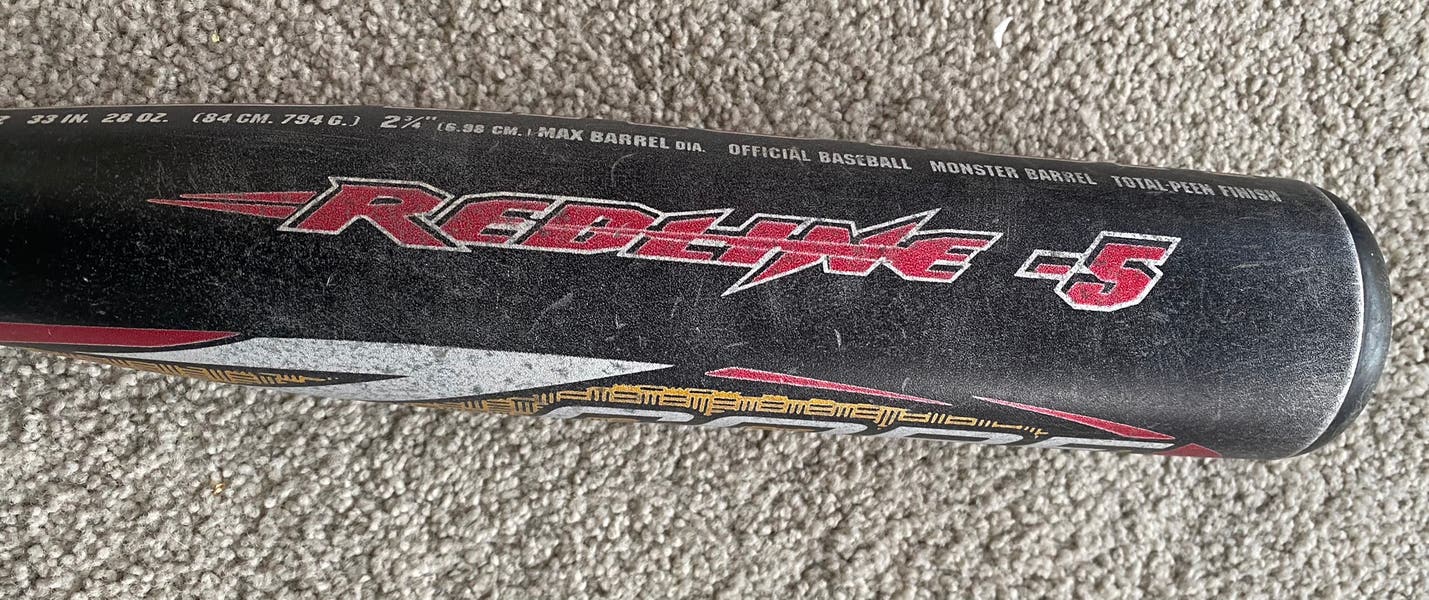 33 IN. 28 OZ. (84 CM. 794 G.) 2¾" (6.98 CM.) MAX BARREL DIA. OFFICIAL BASEBALL MONSTER BARREL TOTAL-PEEN FINISH
REDLINE -5